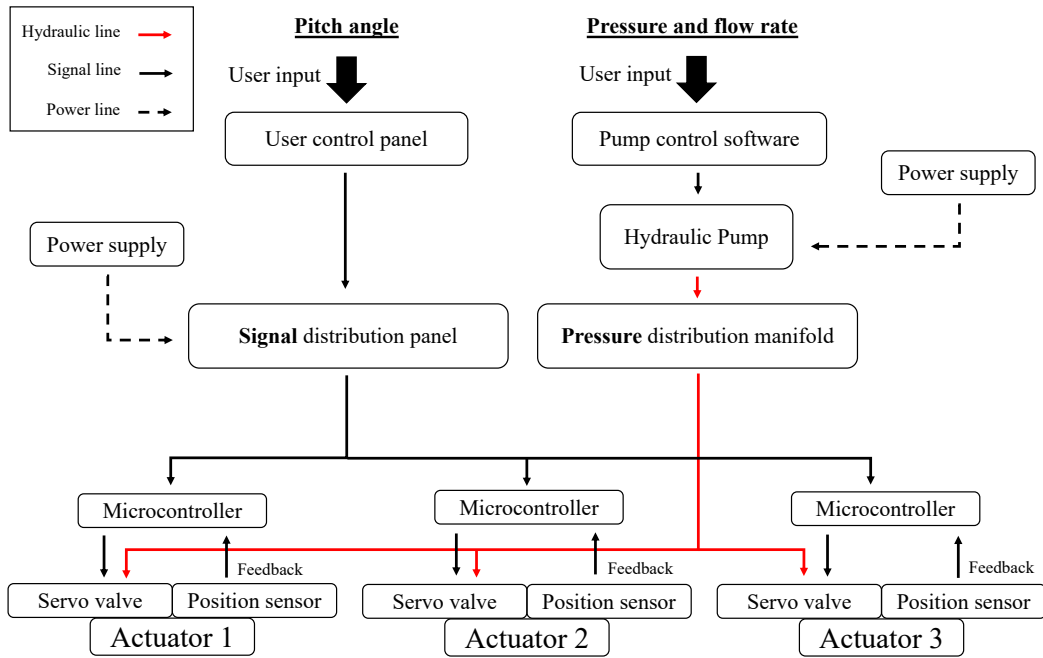 Pitch angle
Pressure and flow rate
Hydraulic line
Signal line
Power line
User input
User input
User control panel
Pump control software
Power supply
Hydraulic Pump
Power supply
Signal distribution panel
Pressure distribution manifold
Microcontroller
Microcontroller
Microcontroller
Feedback
Feedback
Feedback
Servo valve
Position sensor
Servo valve
Position sensor
Servo valve
Position sensor
Actuator 1
Actuator 2
Actuator 3